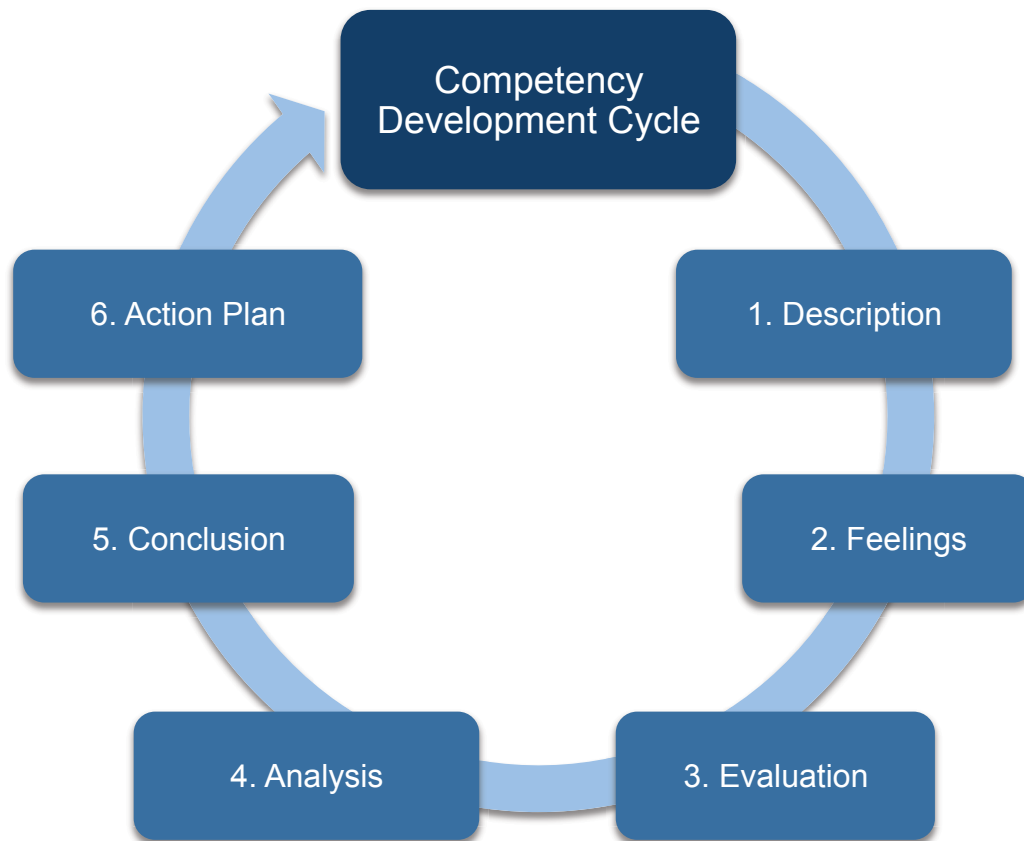 Competency
Development Cycle
1. Description
2. Feelings
3. Evaluation
4. Analysis
5. Conclusion
6. Action Plan